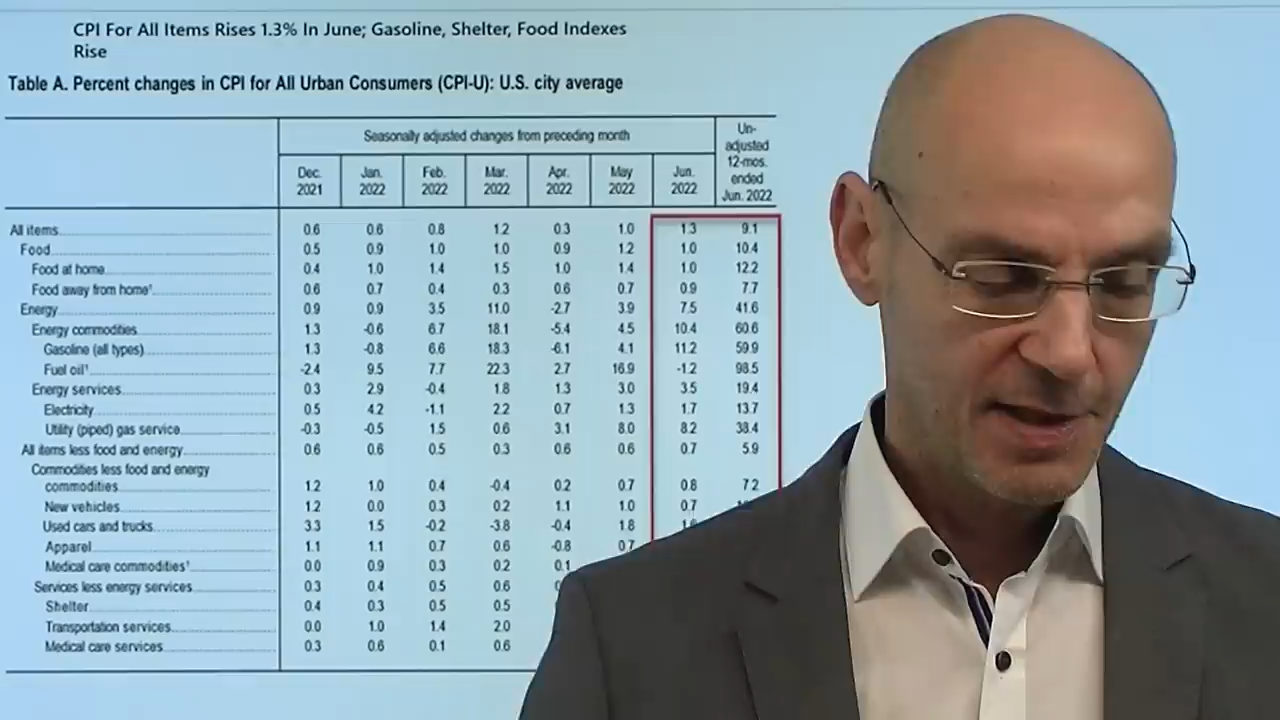 CPI For All Items Rises 1.3% In June; Gasoline, Shelter, Food Indexes
Rise
Table A. Percent changes in CPI for All Urban Consumers (CPI-U): U.S. city average
Seasonally adjusted changes from preceding month
Un-
adjusted
12-mos.
ended
Jun. 2022
Dec. 2021 Jan. 2022 Feb. 2022 Mar. 2022 Apr. 2022 May 2022 Jun. 2022
All items 0.6 0.6 0.8 1.2 0.3 1.0 1.3 9.1
Food 0.5 0.9 1.0 1.0 0.9 1.2 1.0 10.4
Food at home 0.4 1.0 1.4 1.5 1.0 1.4 1.0 12.2
Food away from home¹ 0.6 0.7 0.4 0.3 0.6 0.7 0.9 7.7
Energy 0.9 0.9 3.5 11.0 -2.7 3.9 7.5 41.6
Energy commodities 1.3 -0.6 6.7 18.1 -5.4 4.5 10.4 60.6
Gasoline (all types) 1.3 -0.8 6.6 18.3 -6.1 4.1 11.2 59.9
Fuel oil¹ -2.4 9.5 7.7 22.3 2.7 16.9 -1.2 98.5
Energy services 0.3 2.9 -0.4 1.8 1.3 3.0 3.5 19.4
Electricity 0.5 4.2 -1.1 2.2 0.7 1.3 1.7 13.7
Utility (piped) gas service -0.3 -0.5 1.5 0.6 3.1 8.0 8.2 38.4
All items less food and energy 0.6 0.6 0.5 0.3 0.6 0.6 0.7 5.9
Commodities less food and energy
commodities 1.2 1.0 0.4 -0.4 0.2 0.7 0.8 7.2
New vehicles 1.2 0.0 0.3 0.2 1.1 1.0 0.7
Used cars and trucks 3.3 1.5 -0.2 -3.8 -0.4 1.8 1.6
Apparel 1.1 1.1 0.7 0.6 -0.8 0.7
Medical care commodities¹ 0.0 0.9 0.3 0.2 0.1
Services less energy services 0.3 0.4 0.5 0.6
Shelter 0.4 0.3 0.5 0.5
Transportation services 0.0 1.0 1.4 2.0
Medical care services 0.3 0.6 0.1 0.6